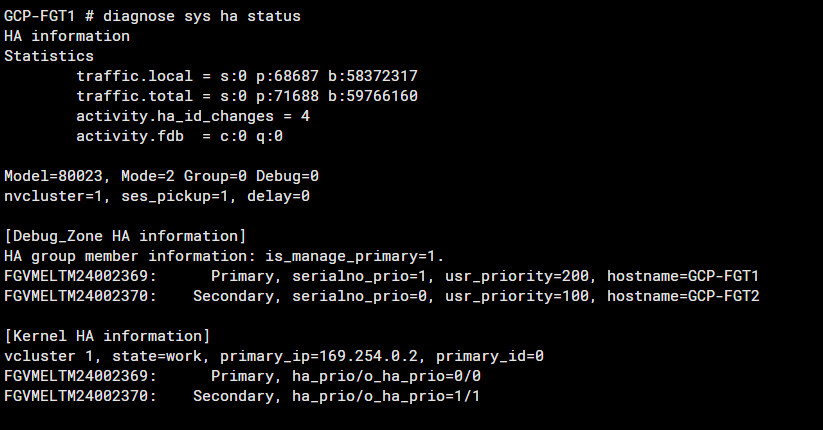 GCP-FGT1 # diagnose sys ha status
HA information
Statistics
        traffic.local = s:0 p:68687 b:58372317
        traffic.total = s:0 p:71688 b:59766160
        activity.ha_id_changes = 4
        activity.fdb  = c:0 q:0

Model=80023, Mode=2 Group=0 Debug=0
nvcluster=1, ses_pickup=1, delay=0

[Debug_Zone HA information]
HA group member information: is_manage_primary=1.
FGVMELTM24002369:      Primary, serialno_prio=1, usr_priority=200, hostname=GCP-FGT1
FGVMELTM24002370:    Secondary, serialno_prio=0, usr_priority=100, hostname=GCP-FGT2

[Kernel HA information]
vcluster 1, state=work, primary_ip=169.254.0.2, primary_id=0
FGVMELTM24002369:      Primary, ha_prio/o_ha_prio=0/0
FGVMELTM24002370:    Secondary, ha_prio/o_ha_prio=1/1